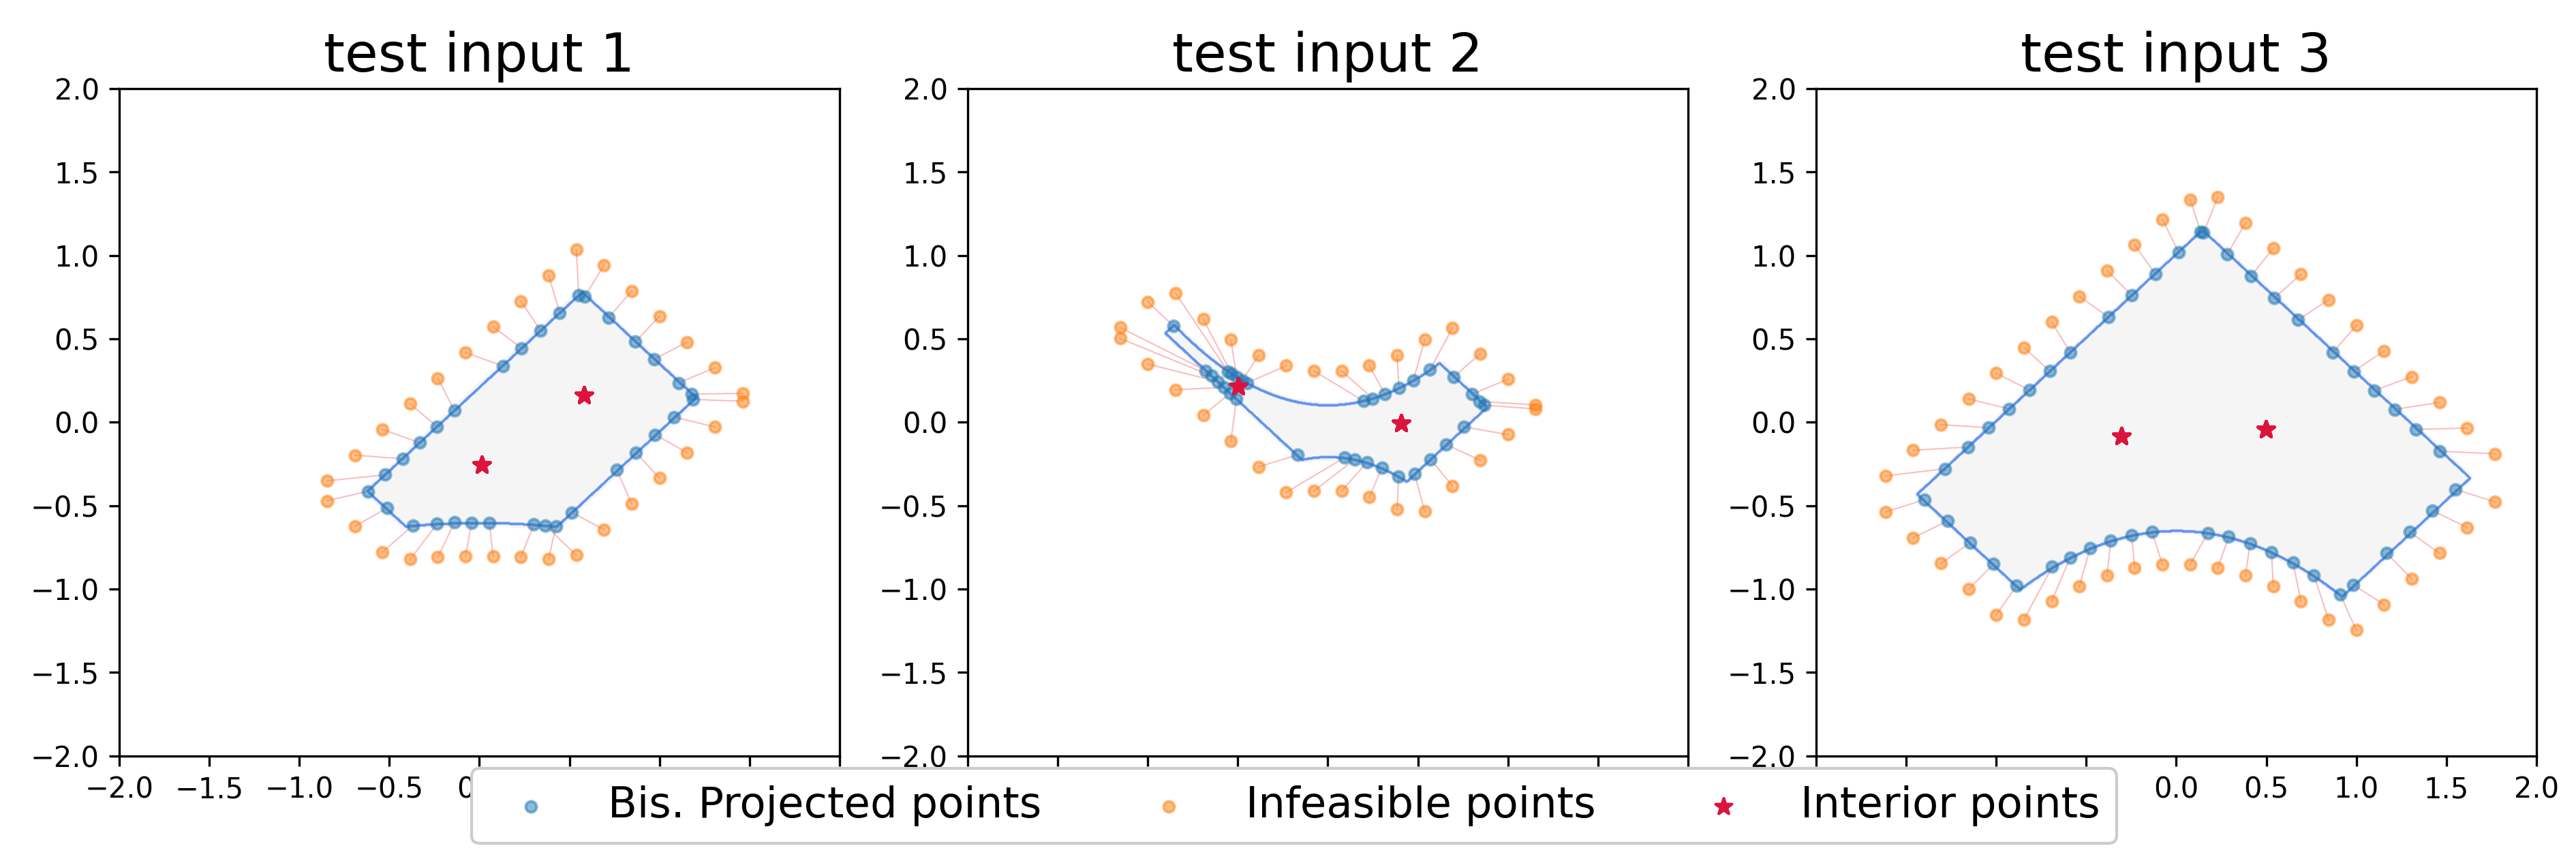 test input 1 test input 2 test input 3
2.0 2.0 2.0
1.5 1.5 1.5
1.0 1.0 1.0
0.5 0.5 0.5
0.0 0.0 0.0
−0.5 −0.5 −0.5
−1.0 −1.0 −1.0
−1.5 −1.5 −1.5
−2.0 −2.0 −2.0
−2.0 −1.5 −1.0 −0.5 0.0 0.5 1.0 1.5 2.0
Bis. Projected points Infeasible points Interior points